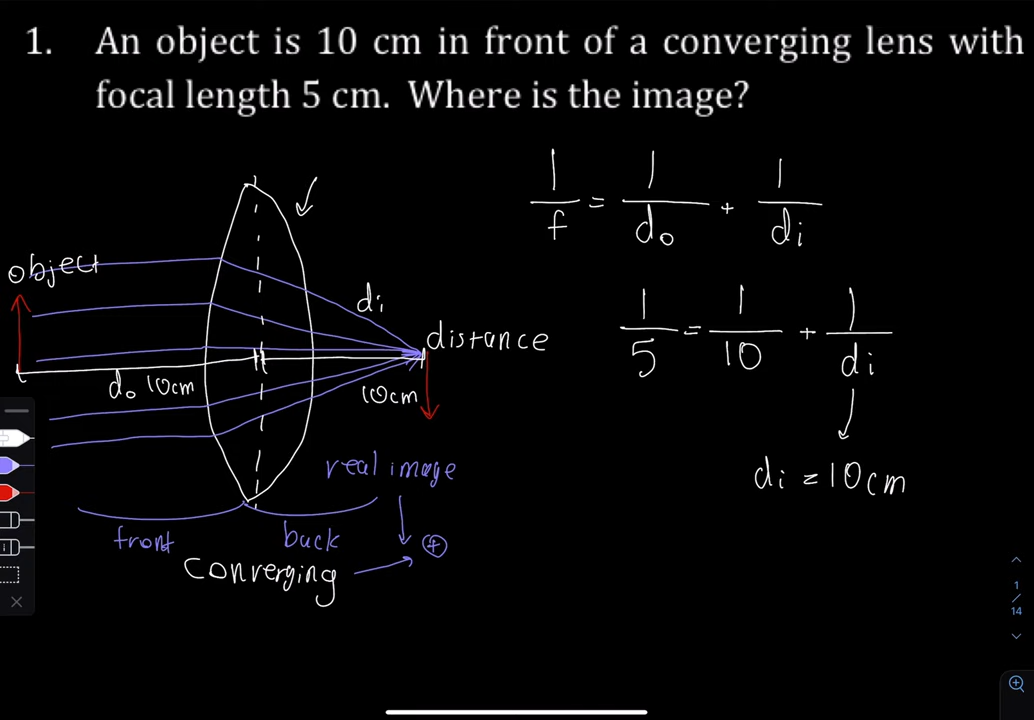 1. An object is 10 cm in front of a converging lens with
focal length 5 cm. Where is the image?
1/f = 1/do + 1/di
object
di
1/5 = 1/10 + 1/di
distance
do 10cm
10cm
real image
di = 10cm
front
back
+
converging
1
/
14